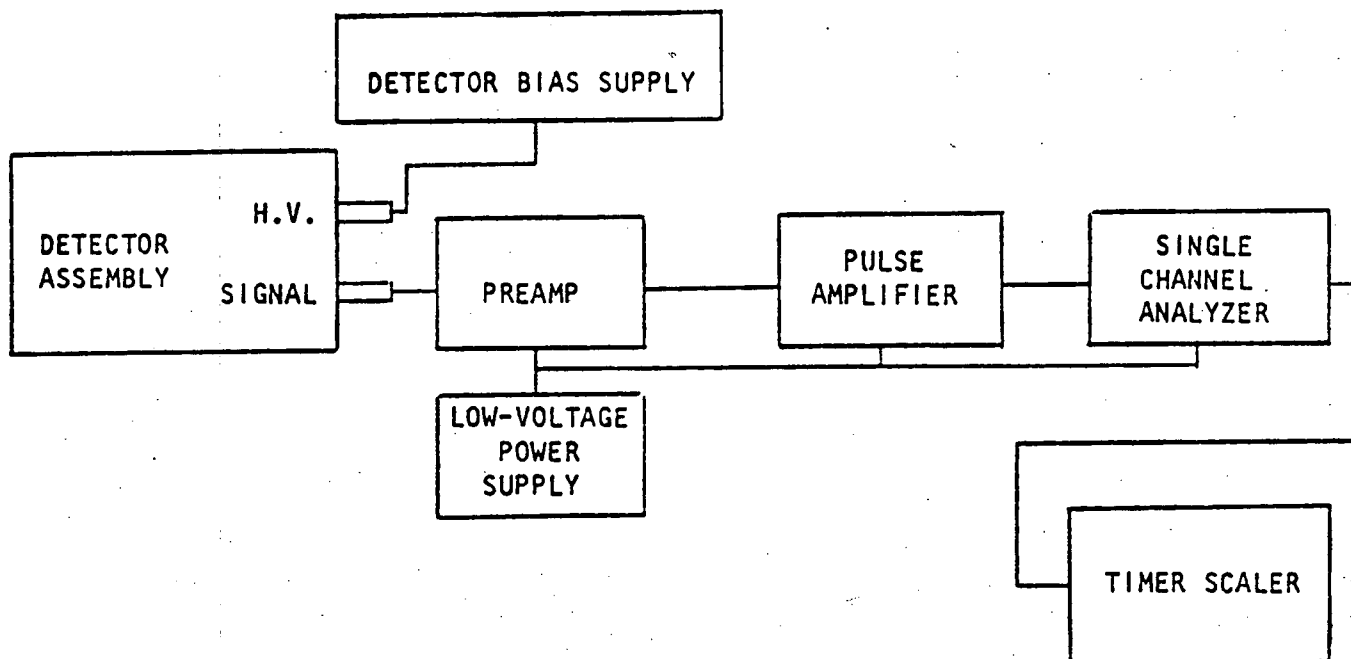 DETECTOR BIAS SUPPLY
H.V.
DETECTOR
ASSEMBLY
SIGNAL
PREAMP
PULSE
AMPLIFIER
SINGLE
CHANNEL
ANALYZER
LOW-VOLTAGE
POWER
SUPPLY
TIMER SCALER